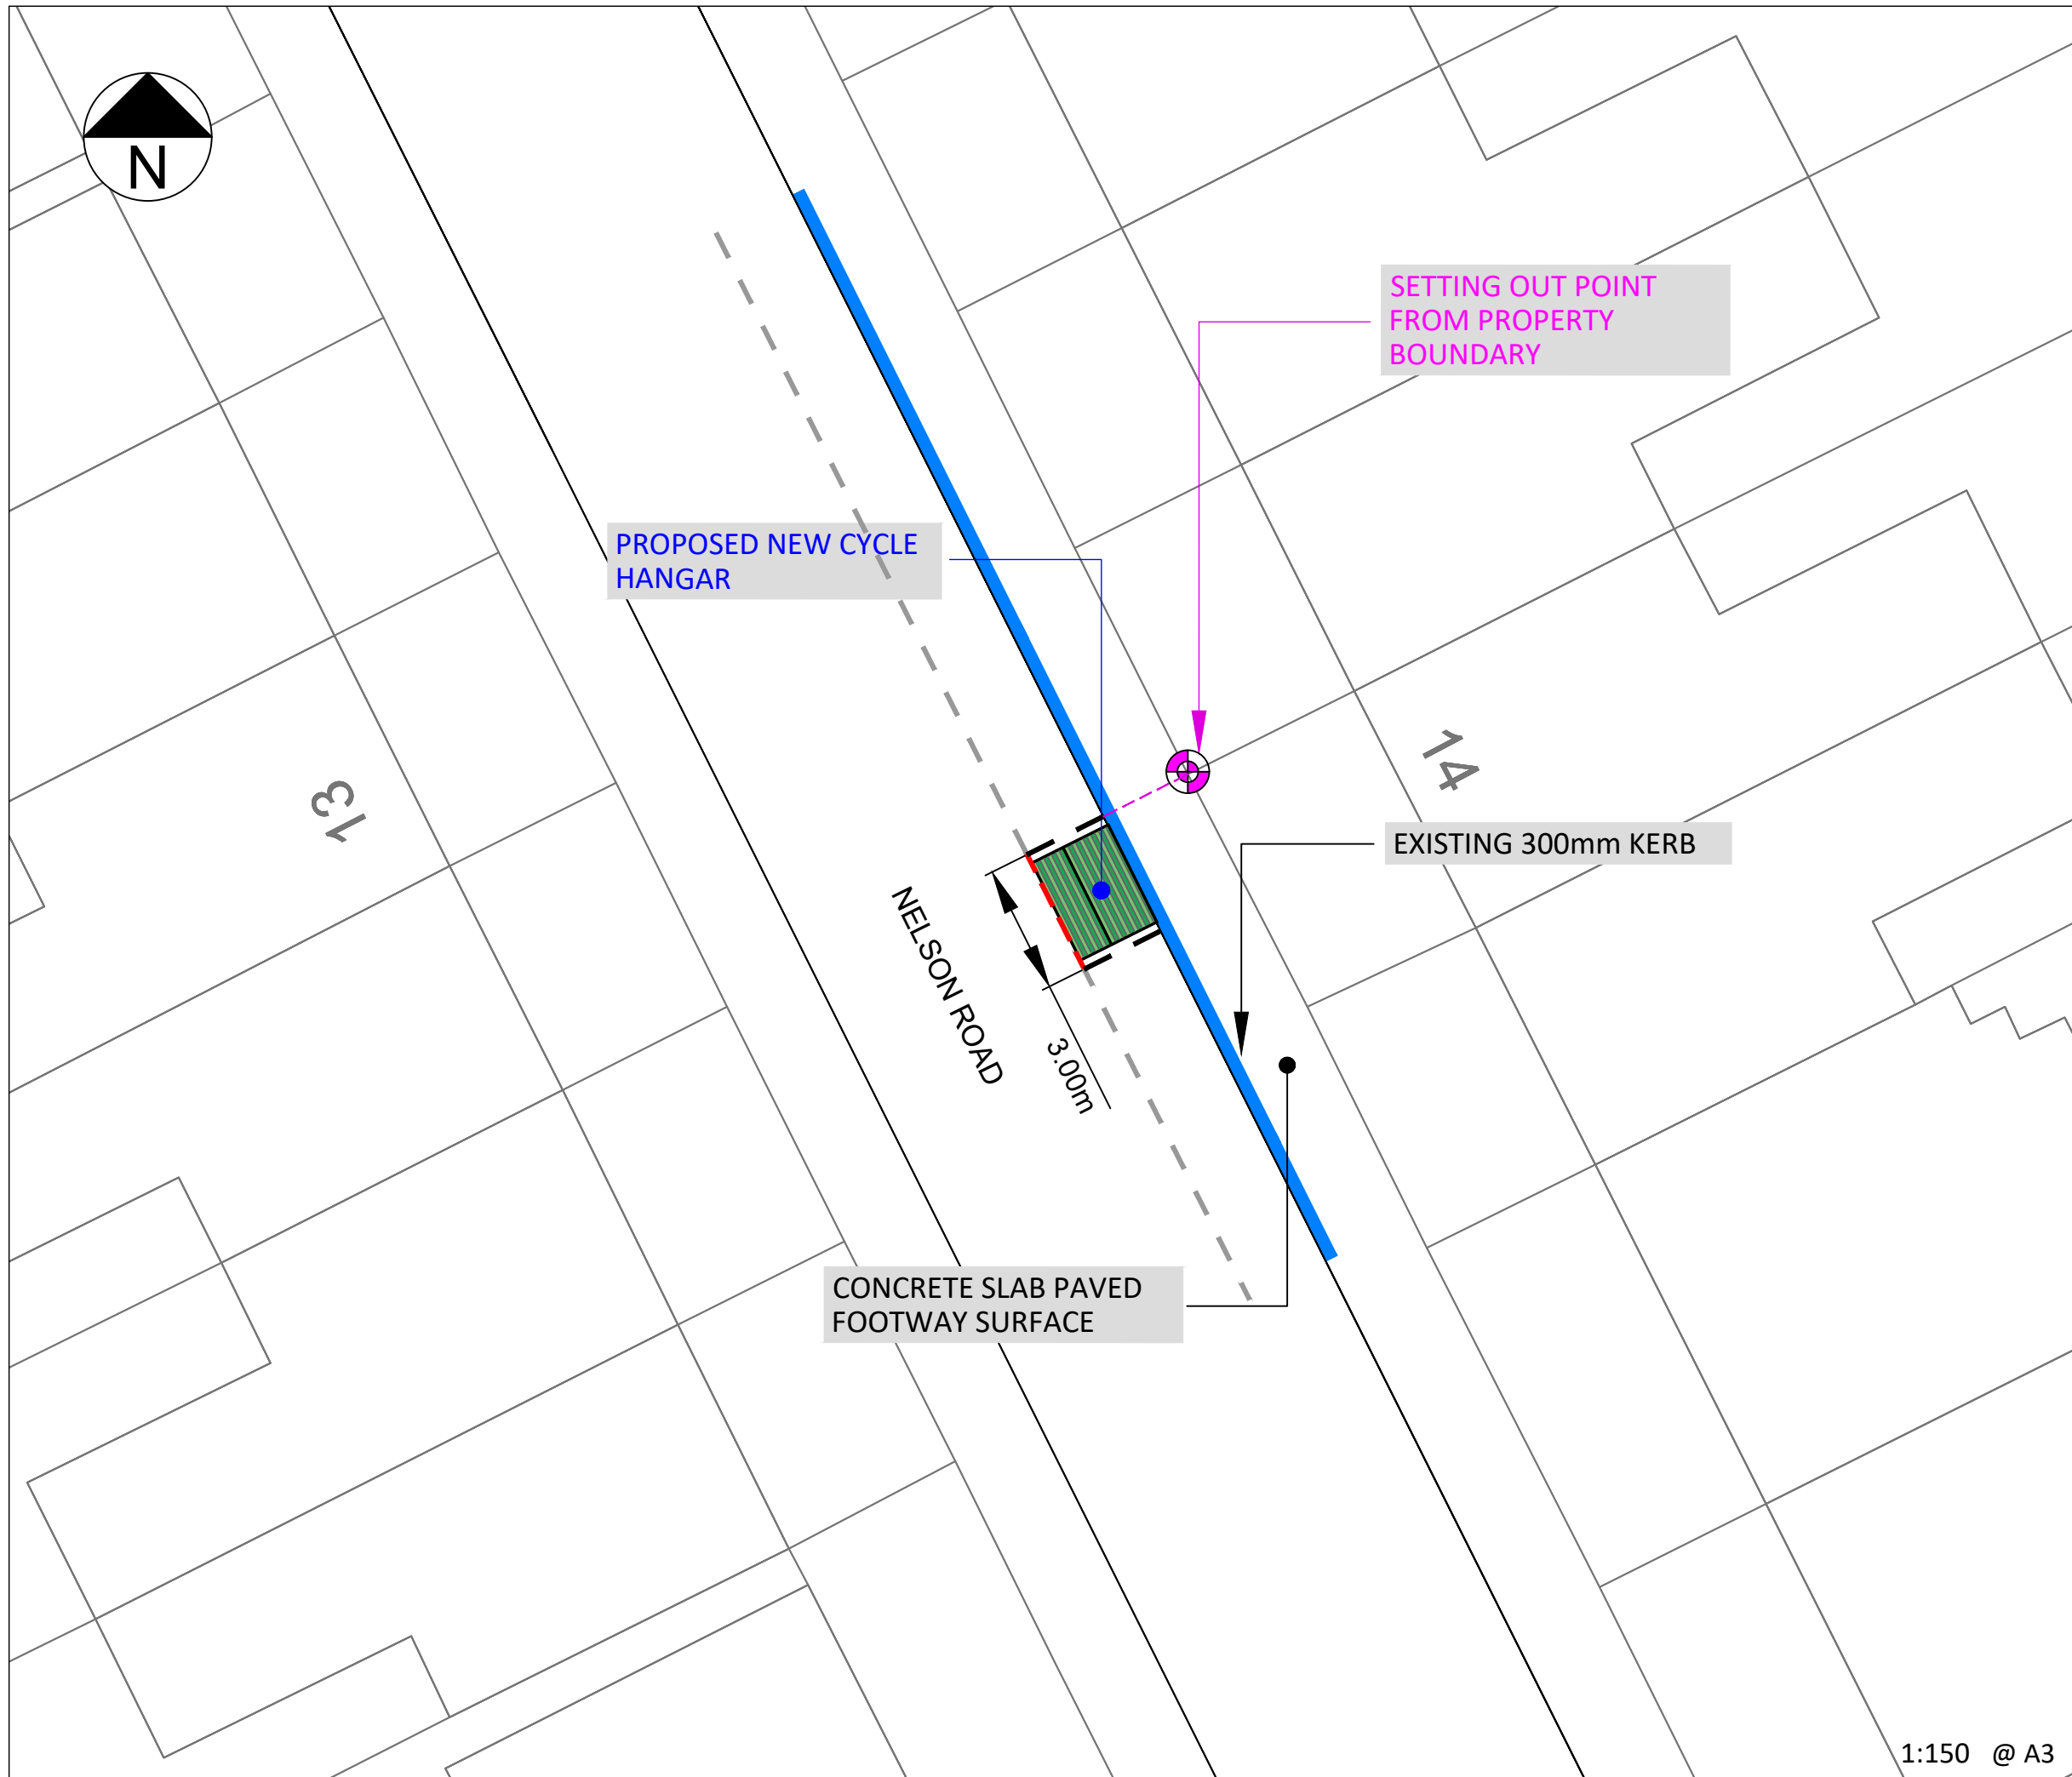 N
SETTING OUT POINT
FROM PROPERTY
BOUNDARY
PROPOSED NEW CYCLE
HANGAR
14
13
EXISTING 300mm KERB
NELSON ROAD
3.00m
CONCRETE SLAB PAVED
FOOTWAY SURFACE
1:150 @ A3